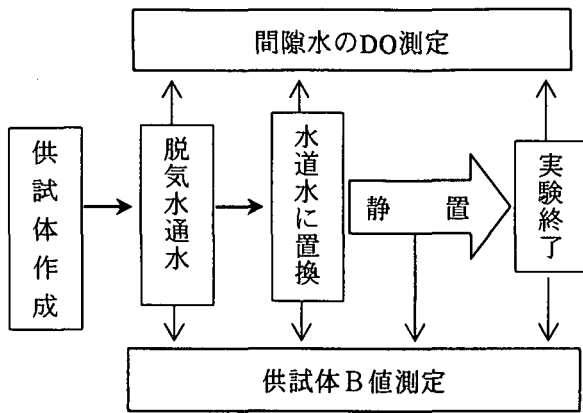 間隙水のDO測定
供試体作成
脱気水通水
水道水に置換
静置
実験終了
供試体B値測定